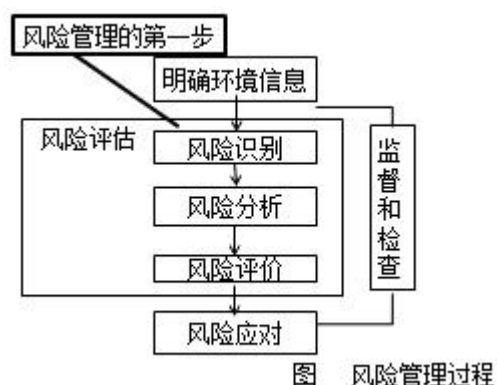 风险管理的第一步
明确环境信息
风险评估
风险识别
风险分析
风险评价
风险应对
监督和检查
图 风险管理过程